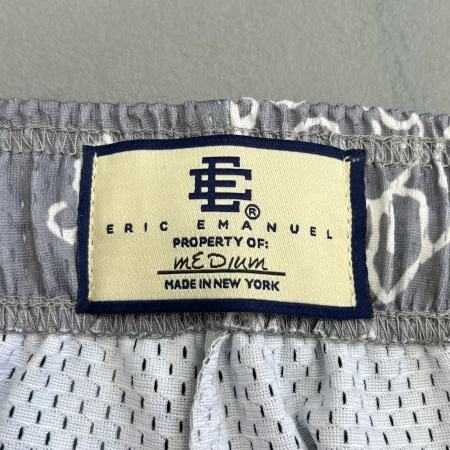 EE®
ERIC EMANUEL
PROPERTY OF:
mEDium
MADE IN NEW YORK